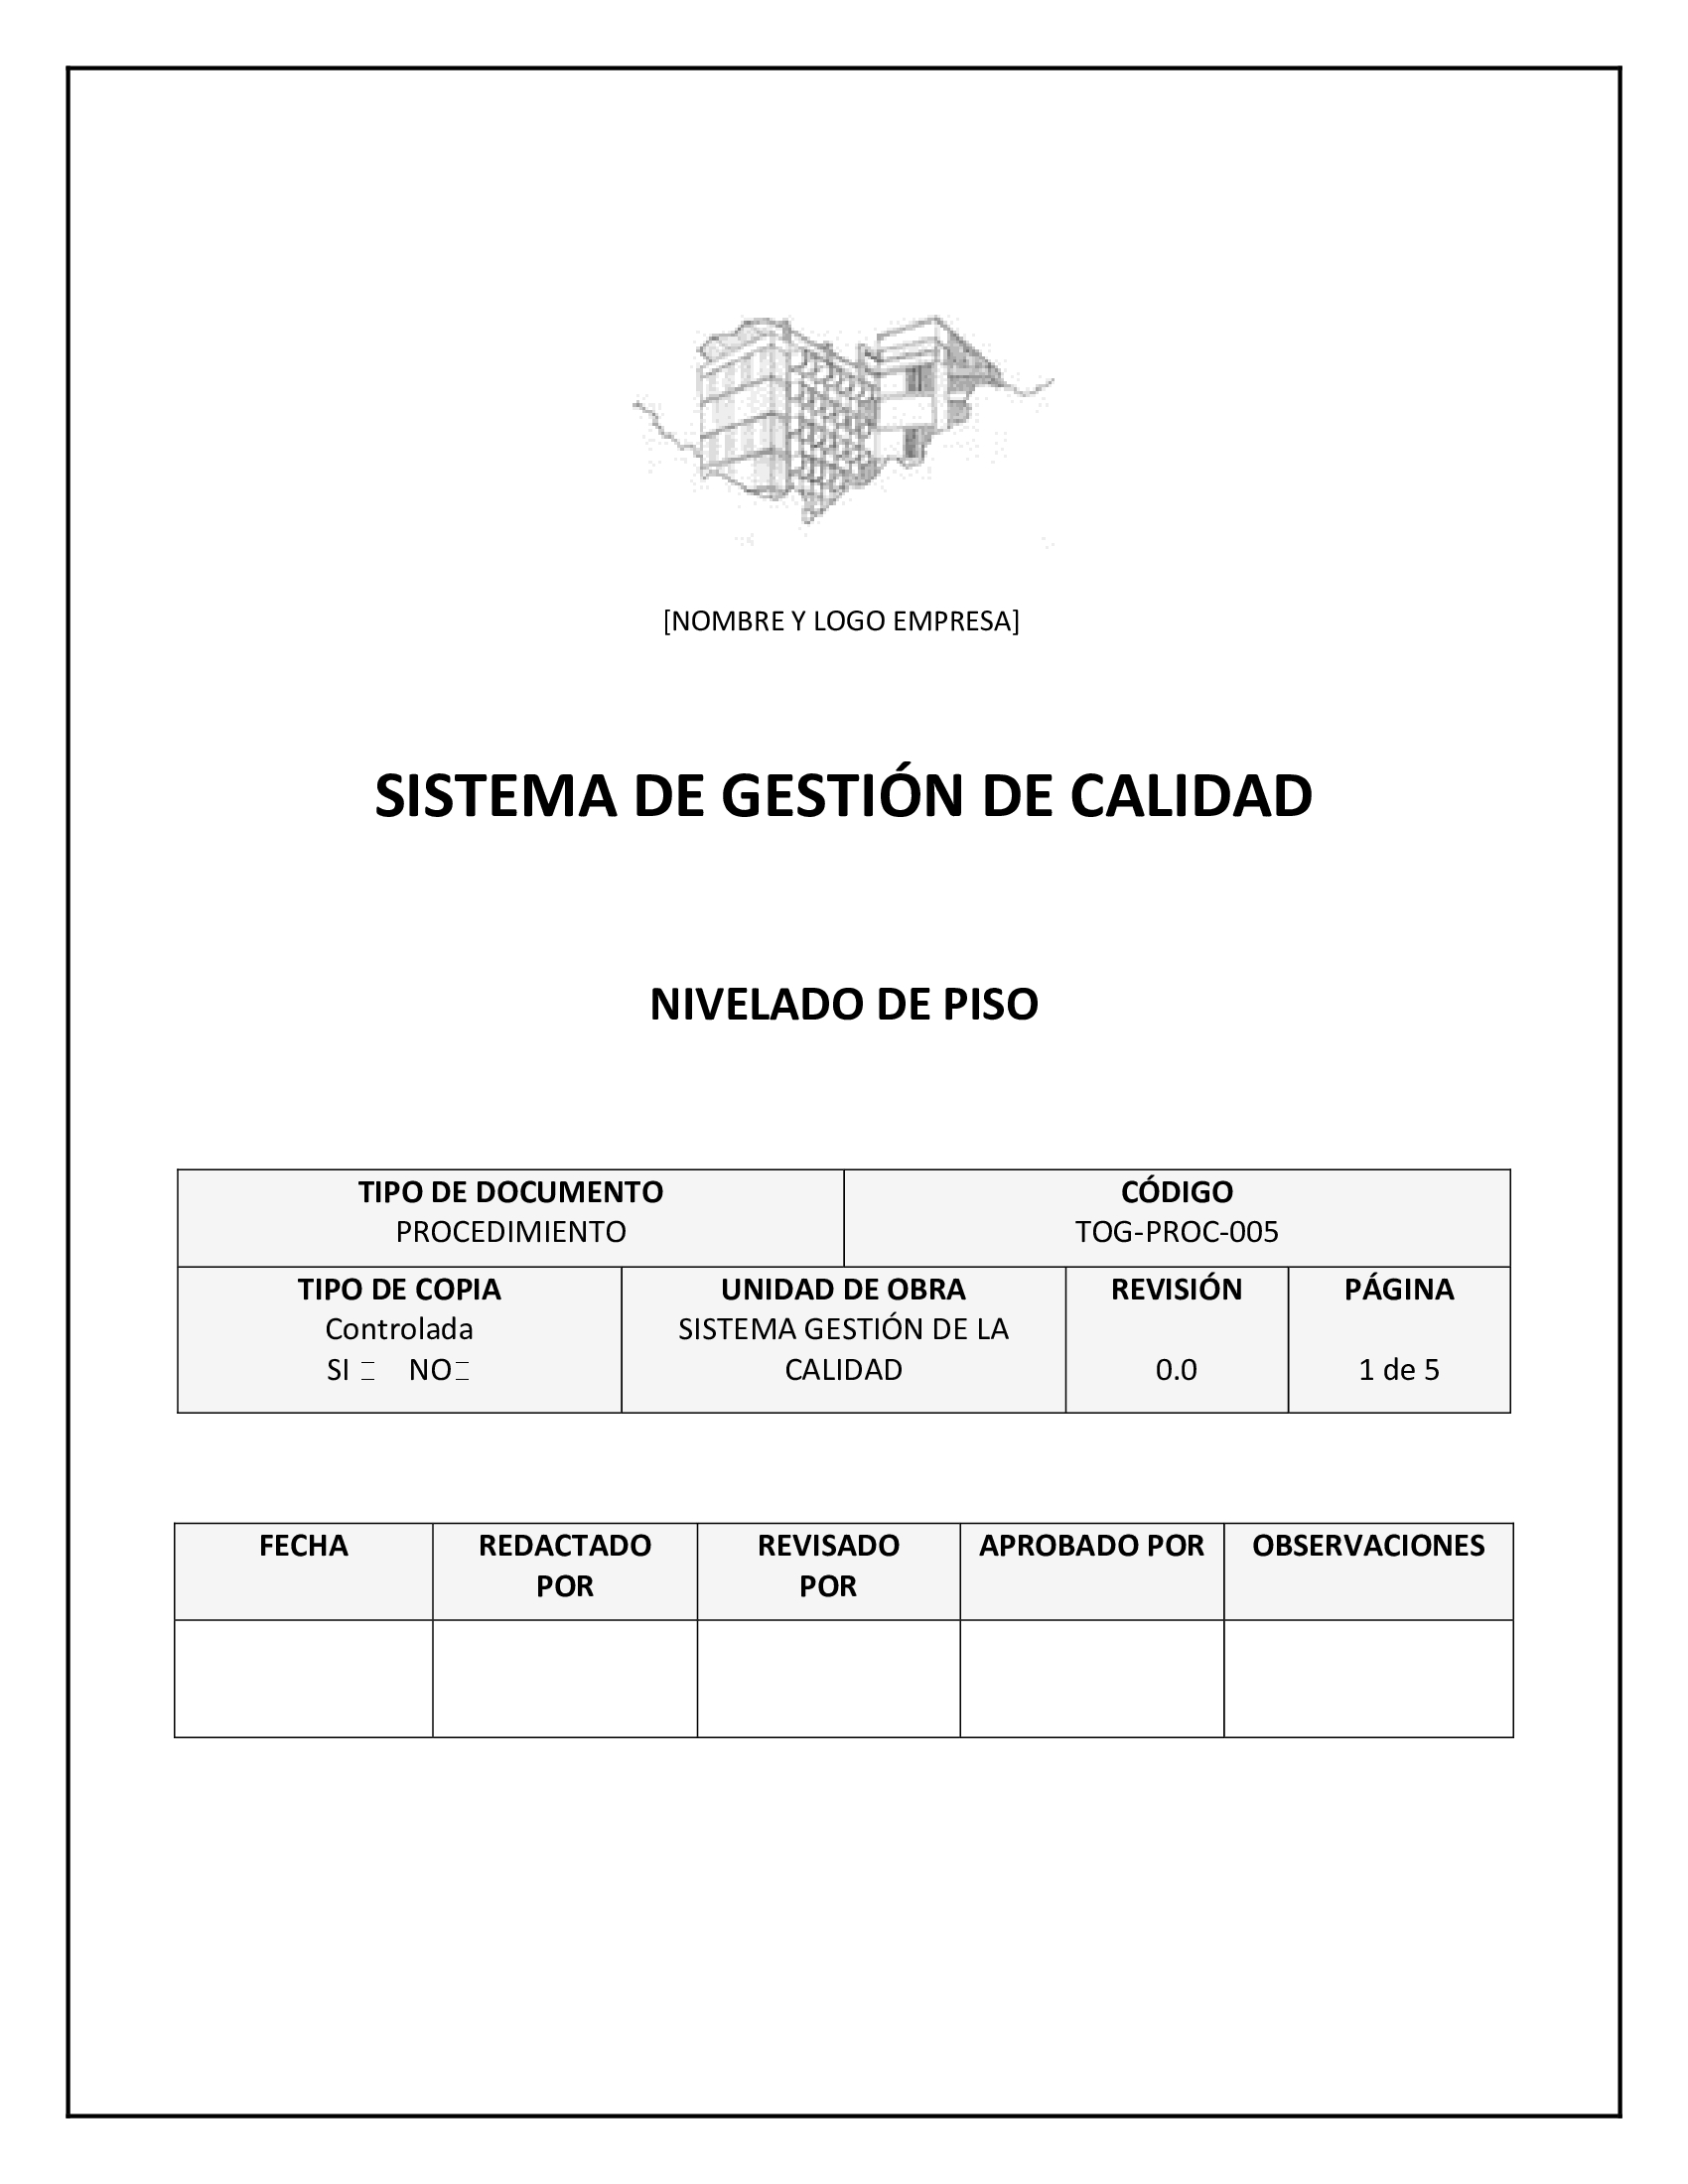 [NOMBRE Y LOGO EMPRESA]
SISTEMA DE GESTIÓN DE CALIDAD
NIVELADO DE PISO
TIPO DE DOCUMENTO
PROCEDIMIENTO
CÓDIGO
TOG-PROC-005
TIPO DE COPIA
Controlada
SI NO
UNIDAD DE OBRA
SISTEMA GESTIÓN DE LA
CALIDAD
REVISIÓN
0.0
PÁGINA
1 de 5
FECHA
REDACTADO
POR
REVISADO
POR
APROBADO POR
OBSERVACIONES